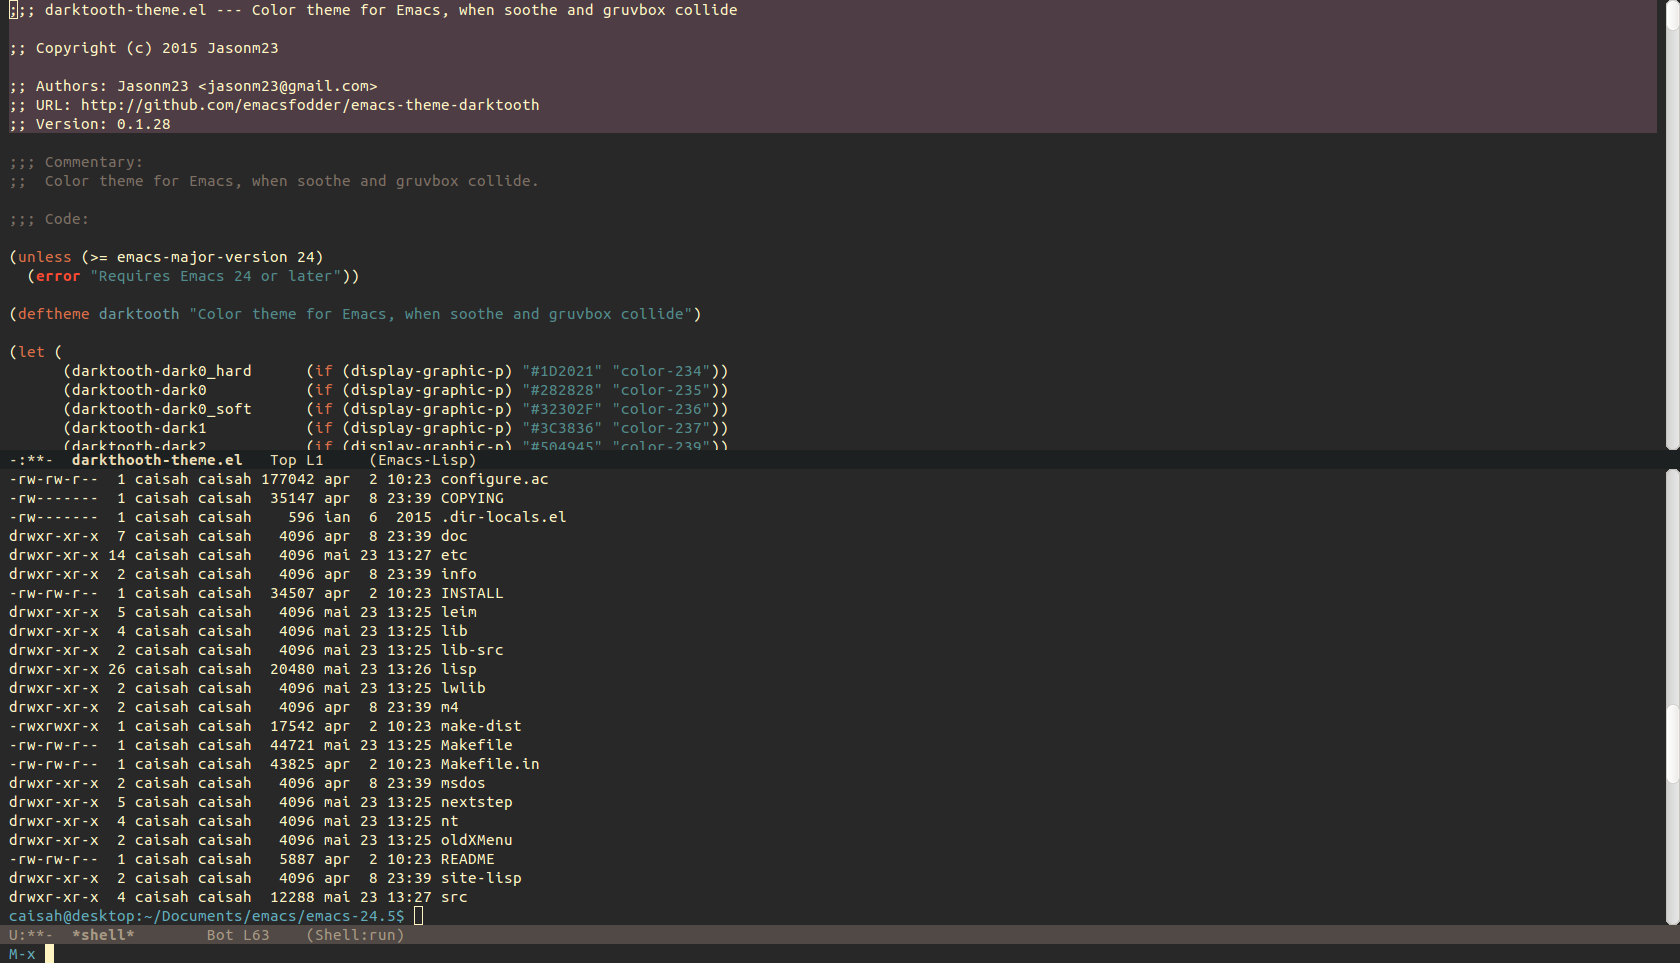 ;;; darktooth-theme.el --- Color theme for Emacs, when soothe and gruvbox collide
;; Copyright (c) 2015 Jasonm23
;; Authors: Jasonm23 <jasonm23@gmail.com>
;; URL: http://github.com/emacsfodder/emacs-theme-darktooth
;; Version: 0.1.28
;;; Commentary:
;;  Color theme for Emacs, when soothe and gruvbox collide.
;;; Code:
(unless (>= emacs-major-version 24)
  (error "Requires Emacs 24 or later"))
(deftheme darktooth "Color theme for Emacs, when soothe and gruvbox collide")
(let (
      (darktooth-dark0_hard      (if (display-graphic-p) "#1D2021" "color-234"))
      (darktooth-dark0           (if (display-graphic-p) "#282828" "color-235"))
      (darktooth-dark0_soft      (if (display-graphic-p) "#32302F" "color-236"))
      (darktooth-dark1           (if (display-graphic-p) "#3C3836" "color-237"))
      (darktooth-dark2           (if (display-graphic-p) "#504945" "color-239"))
-:**-  darkthooth-theme.el   Top L1     (Emacs-Lisp)
-rw-rw-r--  1 caisah caisah 177042 apr  2 10:23 configure.ac
-rw-------  1 caisah caisah  35147 apr  8 23:39 COPYING
-rw-------  1 caisah caisah    596 ian  6  2015 .dir-locals.el
drwxr-xr-x  7 caisah caisah   4096 apr  8 23:39 doc
drwxr-xr-x 14 caisah caisah   4096 mai 23 13:27 etc
drwxr-xr-x  2 caisah caisah   4096 apr  8 23:39 info
-rw-rw-r--  1 caisah caisah  34507 apr  2 10:23 INSTALL
drwxr-xr-x  5 caisah caisah   4096 mai 23 13:25 leim
drwxr-xr-x  4 caisah caisah   4096 mai 23 13:25 lib
drwxr-xr-x  2 caisah caisah   4096 mai 23 13:25 lib-src
drwxr-xr-x 26 caisah caisah  20480 mai 23 13:26 lisp
drwxr-xr-x  2 caisah caisah   4096 mai 23 13:25 lwlib
drwxr-xr-x  2 caisah caisah   4096 apr  8 23:39 m4
-rwxrwxr-x  1 caisah caisah  17542 apr  2 10:23 make-dist
-rw-rw-r--  1 caisah caisah  44721 mai 23 13:25 Makefile
-rw-rw-r--  1 caisah caisah  43825 apr  2 10:23 Makefile.in
drwxr-xr-x  2 caisah caisah   4096 apr  8 23:39 msdos
drwxr-xr-x  5 caisah caisah   4096 mai 23 13:25 nextstep
drwxr-xr-x  4 caisah caisah   4096 mai 23 13:25 nt
drwxr-xr-x  2 caisah caisah   4096 mai 23 13:25 oldXMenu
-rw-rw-r--  1 caisah caisah   5887 apr  2 10:23 README
drwxr-xr-x  2 caisah caisah   4096 apr  8 23:39 site-lisp
drwxr-xr-x  4 caisah caisah  12288 mai 23 13:27 src
caisah@desktop:~/Documents/emacs/emacs-24.5$
U:**-  *shell*        Bot L63    (Shell:run)
M-x